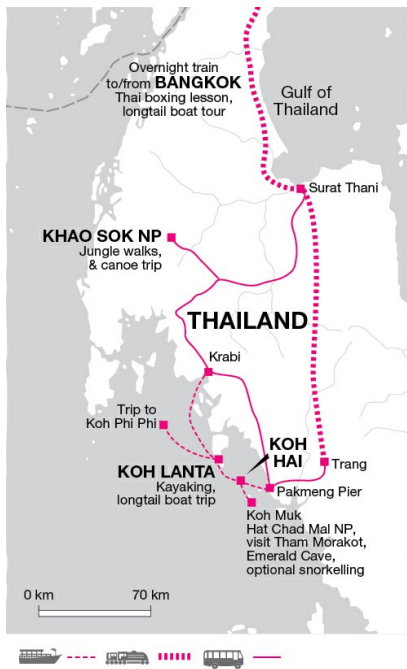 Overnight train
to/from BANGKOK
Thai boxing lesson,
longtail boat tour
Gulf of
Thailand
Surat Thani
KHAO SOK NP
Jungle walks,
& canoe trip
THAILAND
Krabi
Trip to
Koh Phi Phi
KOH
HAI
KOH LANTA
Kayaking,
longtail boat trip
Trang
Pakmeng Pier
Koh Muk
Hat Chad Mal NP,
visit Tham Morakot,
Emerald Cave,
optional snorkelling
0 km
70 km